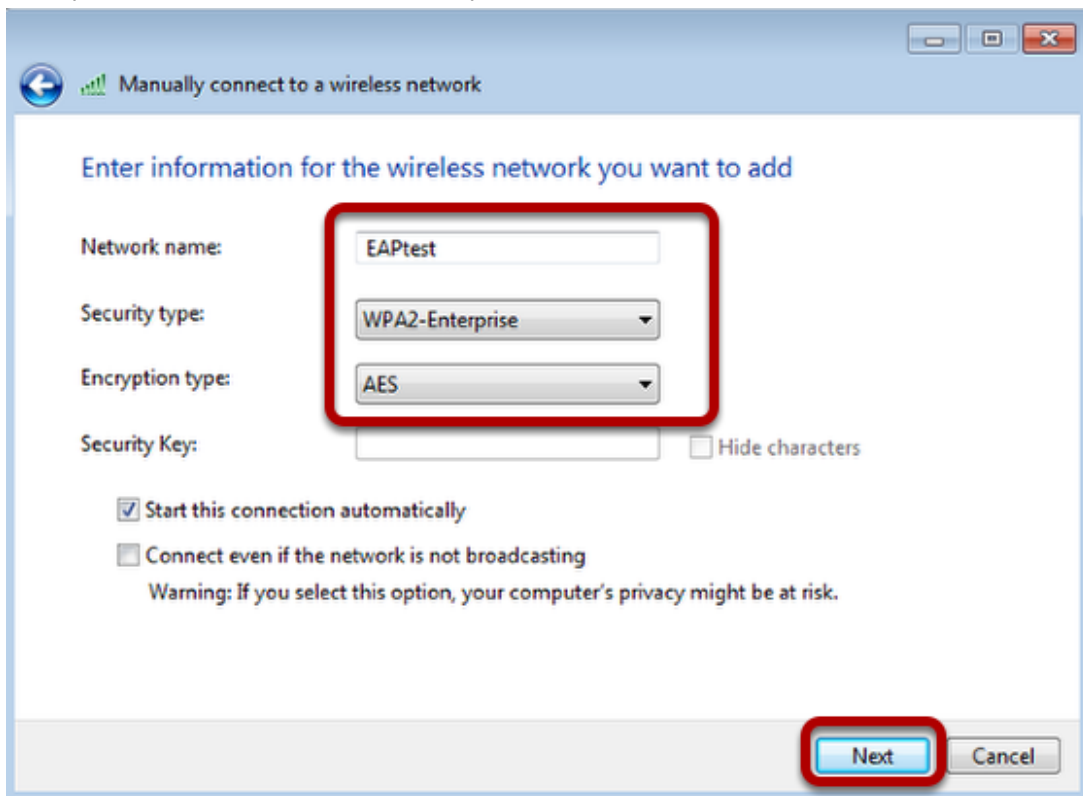 Manually connect to a wireless network
Enter information for the wireless network you want to add
Network name: EAPtest
Security type: WPA2-Enterprise
Encryption type: AES
Security Key: Hide characters
Start this connection automatically
Connect even if the network is not broadcasting
Warning: If you select this option, your computer's privacy might be at risk.
Next Cancel